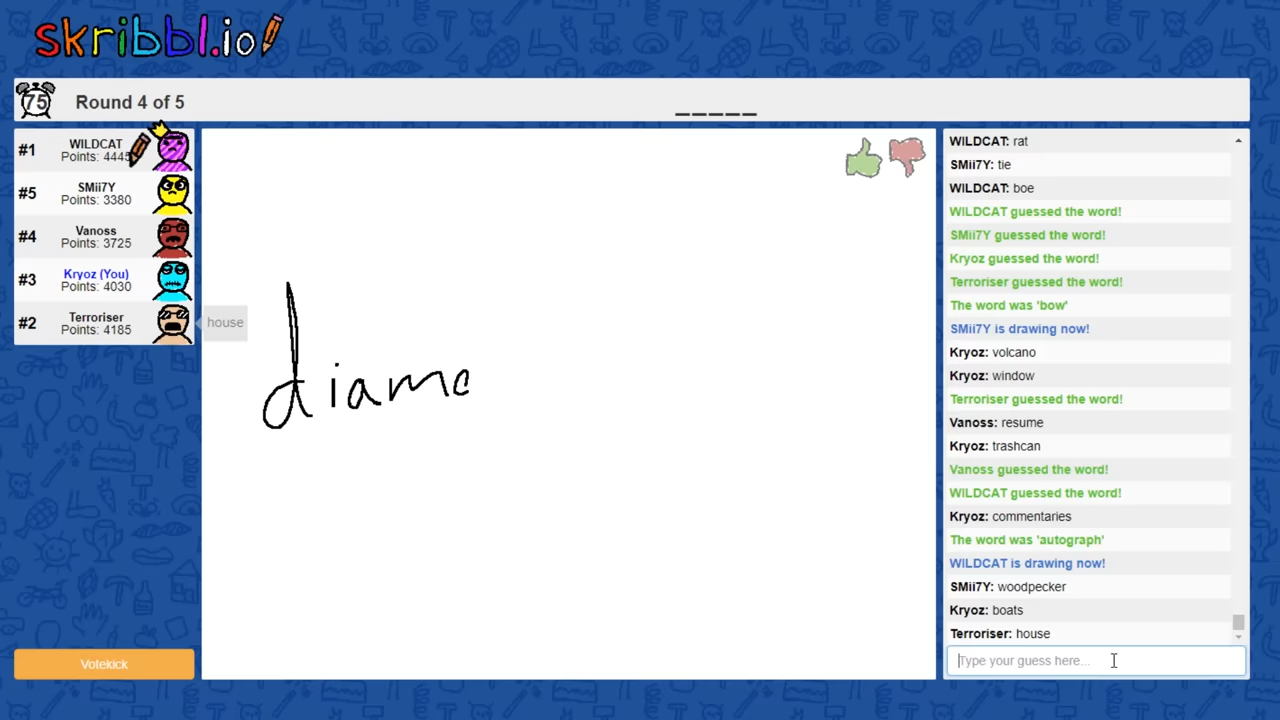 skribbl.io
75
Round 4 of 5
_____
#1
WILDCAT
Points: 4445
#5
SMii7Y
Points: 3380
#4
Vanoss
Points: 3725
#3
Kryoz (You)
Points: 4030
#2
Terroriser
Points: 4185
house
Votekick
diamo
WILDCAT: rat
SMii7Y: tie
WILDCAT: boe
WILDCAT guessed the word!
SMii7Y guessed the word!
Kryoz guessed the word!
Terroriser guessed the word!
The word was 'bow'
SMii7Y is drawing now!
Kryoz: volcano
Kryoz: window
Terroriser guessed the word!
Vanoss: resume
Kryoz: trashcan
Vanoss guessed the word!
WILDCAT guessed the word!
Kryoz: commentaries
The word was 'autograph'
WILDCAT is drawing now!
SMii7Y: woodpecker
Kryoz: boats
Terroriser: house
Type your guess here...